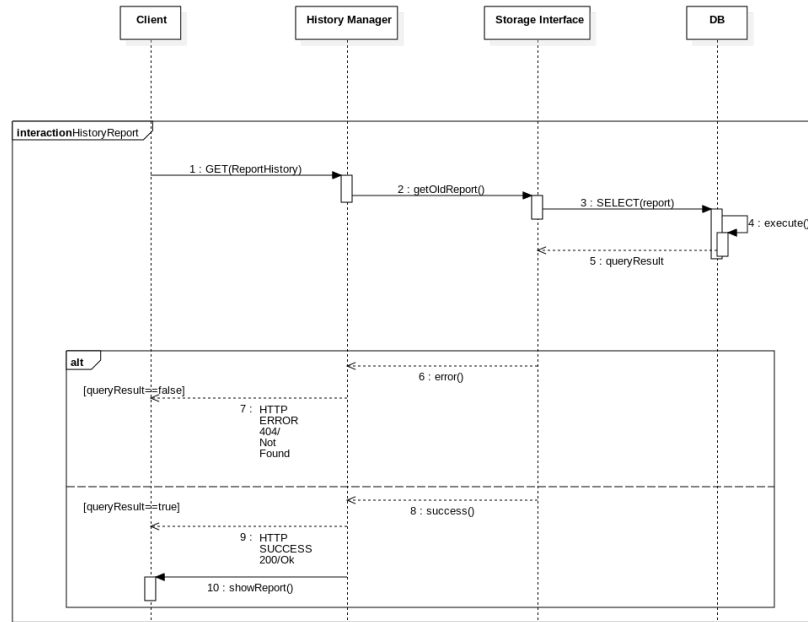 Client
History Manager
Storage Interface
DB
interactionHistoryReport
1 : GET(ReportHistory)
2 : getOldReport()
3 : SELECT(report)
4 : execute()
5 : queryResult
alt
6 : error()
[queryResult==false]
7 : HTTP
ERROR
404/
Not
Found
8 : success()
[queryResult==true]
9 : HTTP
SUCCESS
200/Ok
10 : showReport()